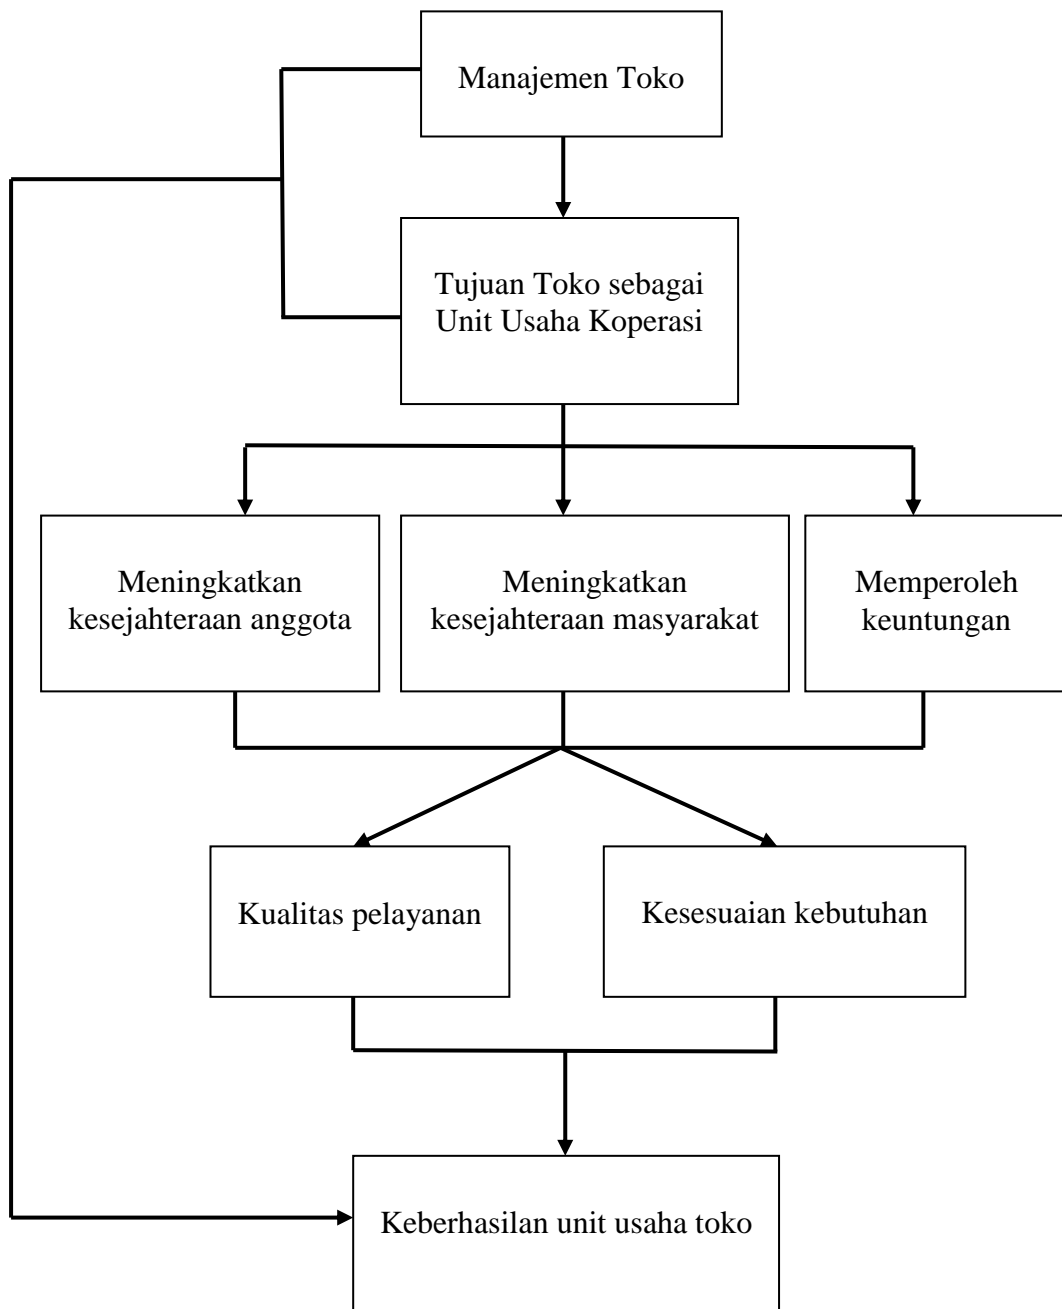 Manajemen Toko
Tujuan Toko sebagai
Unit Usaha Koperasi
Meningkatkan
kesejahteraan anggota
Meningkatkan
kesejahteraan masyarakat
Memperoleh
keuntungan
Kualitas pelayanan
Kesesuaian kebutuhan
Keberhasilan unit usaha toko